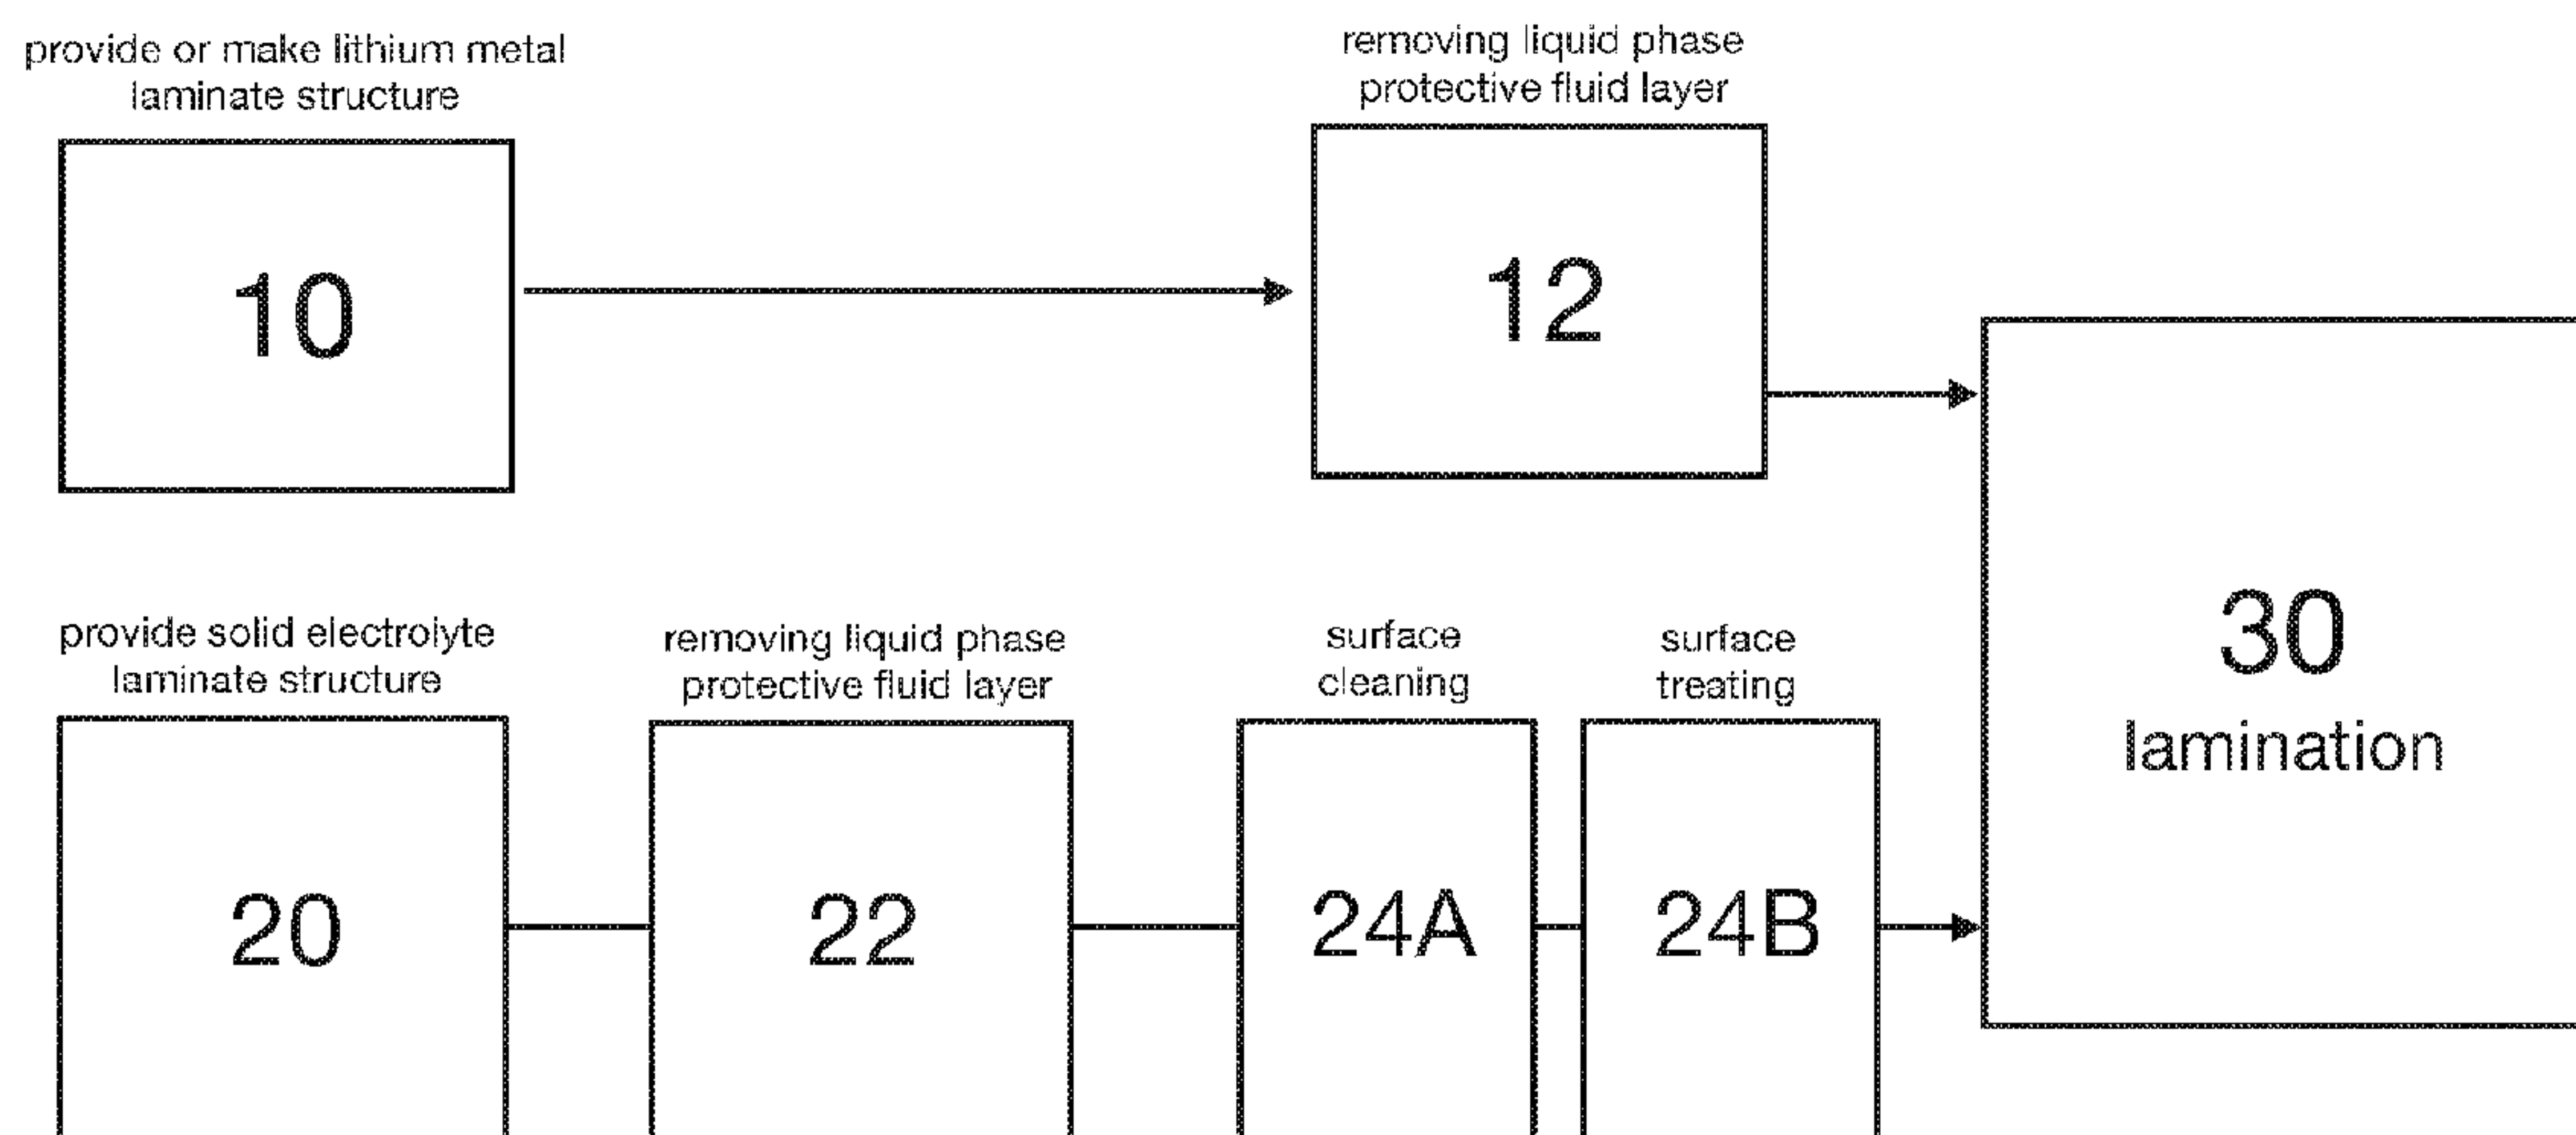 provide or make lithium metal
laminate structure
10
removing liquid phase
protective fluid layer
12
provide solid electrolyte
laminate structure
20
removing liquid phase
protective fluid layer
22
surface
cleaning
24A
surface
treating
24B
30
lamination